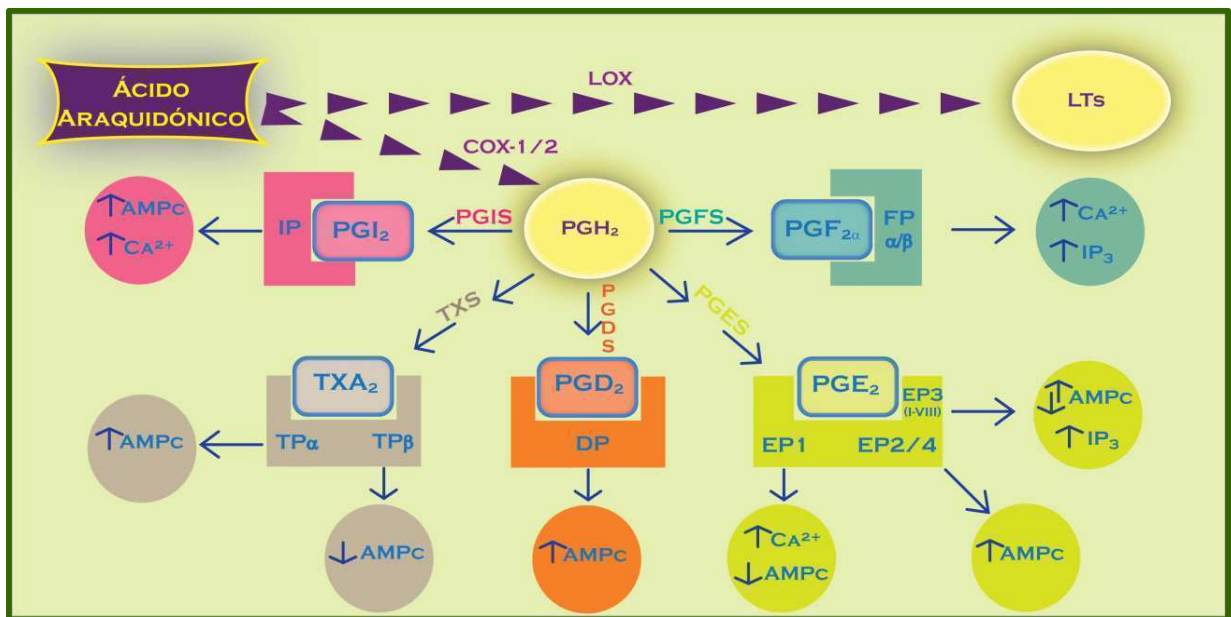 ÁCIDO
ARAQUIDÓNICO
LOX
LTs
COX-1/2
↑AMPc
↑Ca²⁺
IP
PGI₂
PGIS
PGH₂
PGFS
PGF₂α
FP
α/β
↑Ca²⁺
↑IP₃
TXS
PGDS
PGES
TXA₂
TPα
TPβ
↑AMPc
↓AMPc
PGD₂
DP
↑AMPc
PGE₂
EP3
(I-VIII)
EP1
EP2/4
↑↓AMPc
↑IP₃
↑Ca²⁺
↓AMPc
↑AMPc